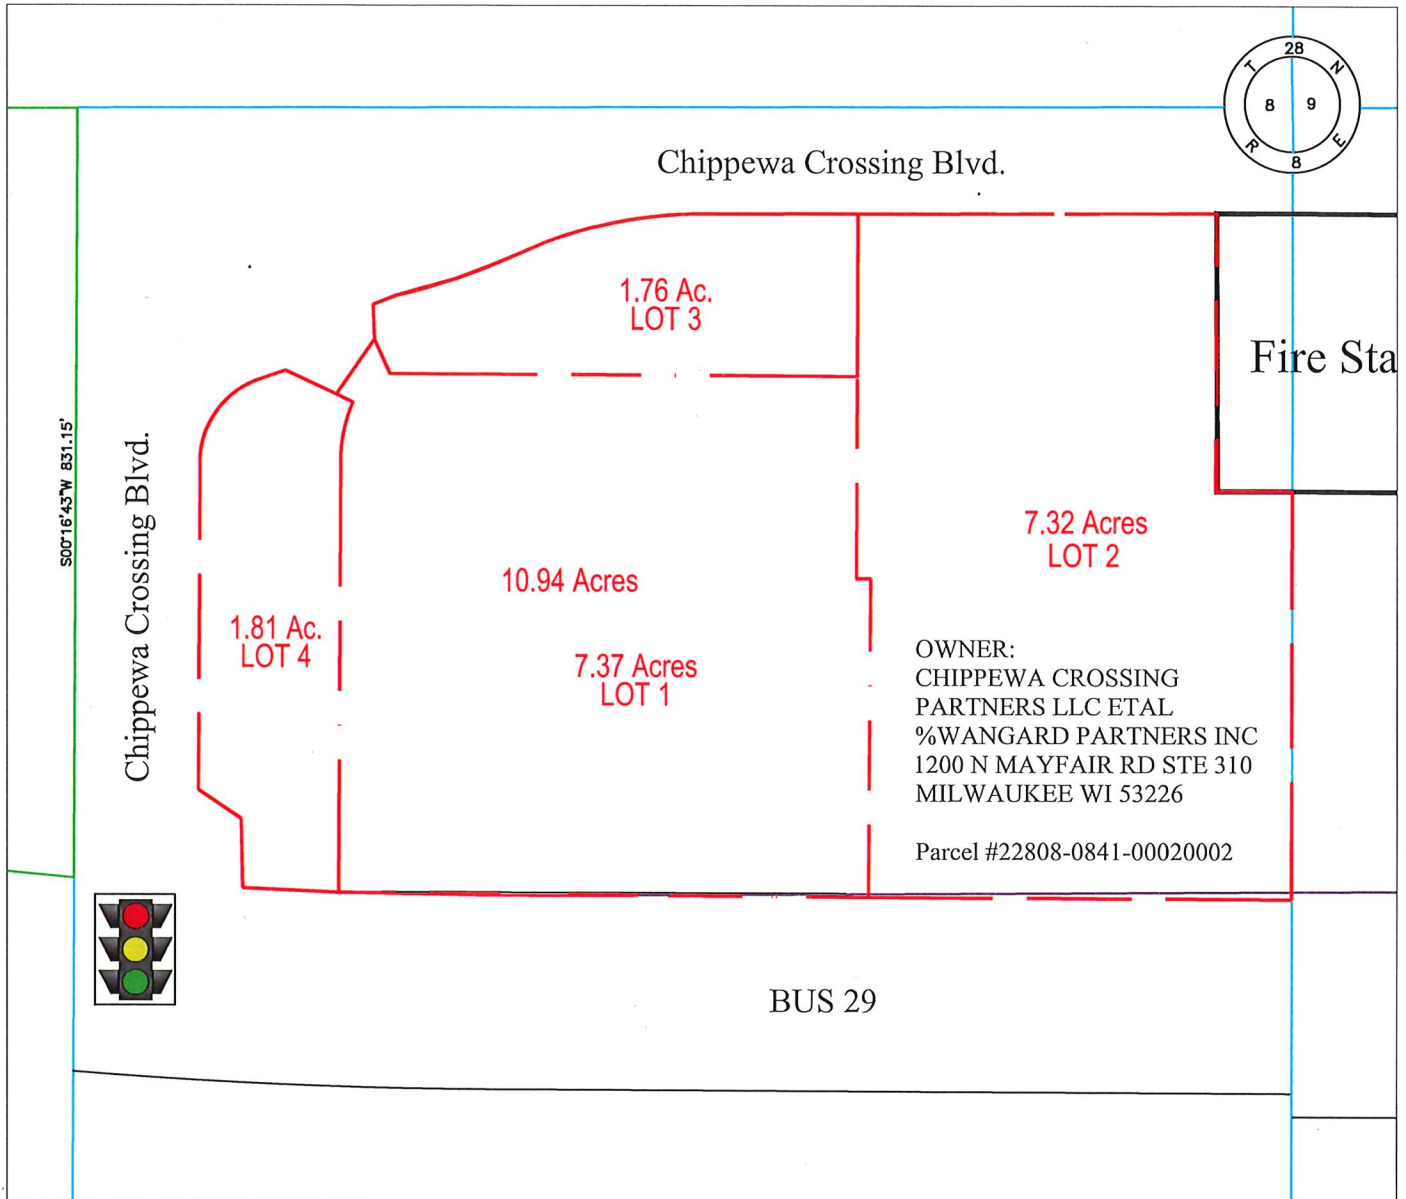 28
T N
8 9
R E
8
Chippewa Crossing Blvd.
1.76 Ac.
LOT 3
Fire Sta
S00°16'43"W 831.15'
Chippewa Crossing Blvd.
7.32 Acres
LOT 2
10.94 Acres
1.81 Ac.
LOT 4
7.37 Acres
LOT 1
OWNER:
CHIPPEWA CROSSING
PARTNERS LLC ETAL
%WANGARD PARTNERS INC
1200 N MAYFAIR RD STE 310
MILWAUKEE WI 53226
Parcel #22808-0841-00020002
BUS 29